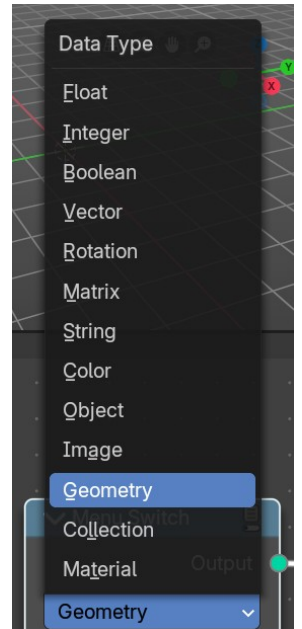 Data Type
Y
Float
X
Integer
Boolean
Vector
Rotation
Matrix
String
Color
Object
Image
Geometry
Menu Switch
Collection
Output
Material
Geometry